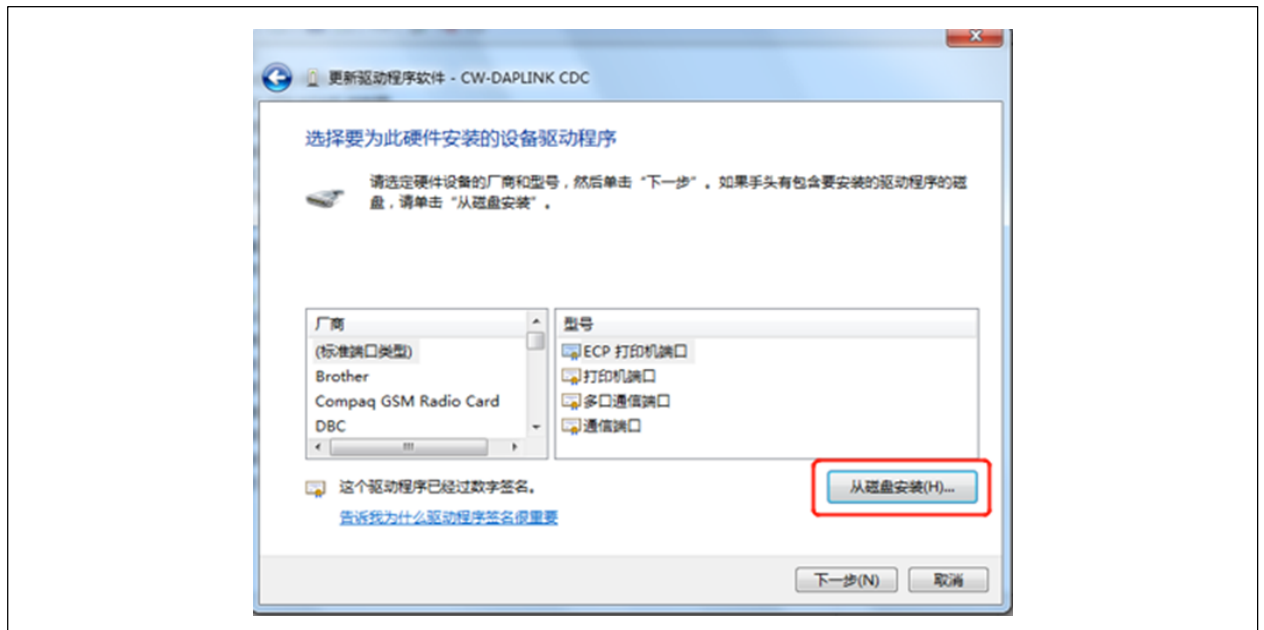 更新驱动程序软件 - CW-DAPLINK CDC
选择要为此硬件安装的设备驱动程序
请选定硬件设备的厂商和型号，然后单击“下一步”。如果手头有包含要安装的驱动程序的磁
盘，请单击“从磁盘安装”。
厂商
(标准端口类型)
Brother
Compaq GSM Radio Card
DBC
型号
ECP 打印机端口
打印机端口
多口通信端口
通信端口
这个驱动程序已经过数字签名。
告诉我为什么驱动程序签名很重要
从磁盘安装(H)...
下一步(N)
取消